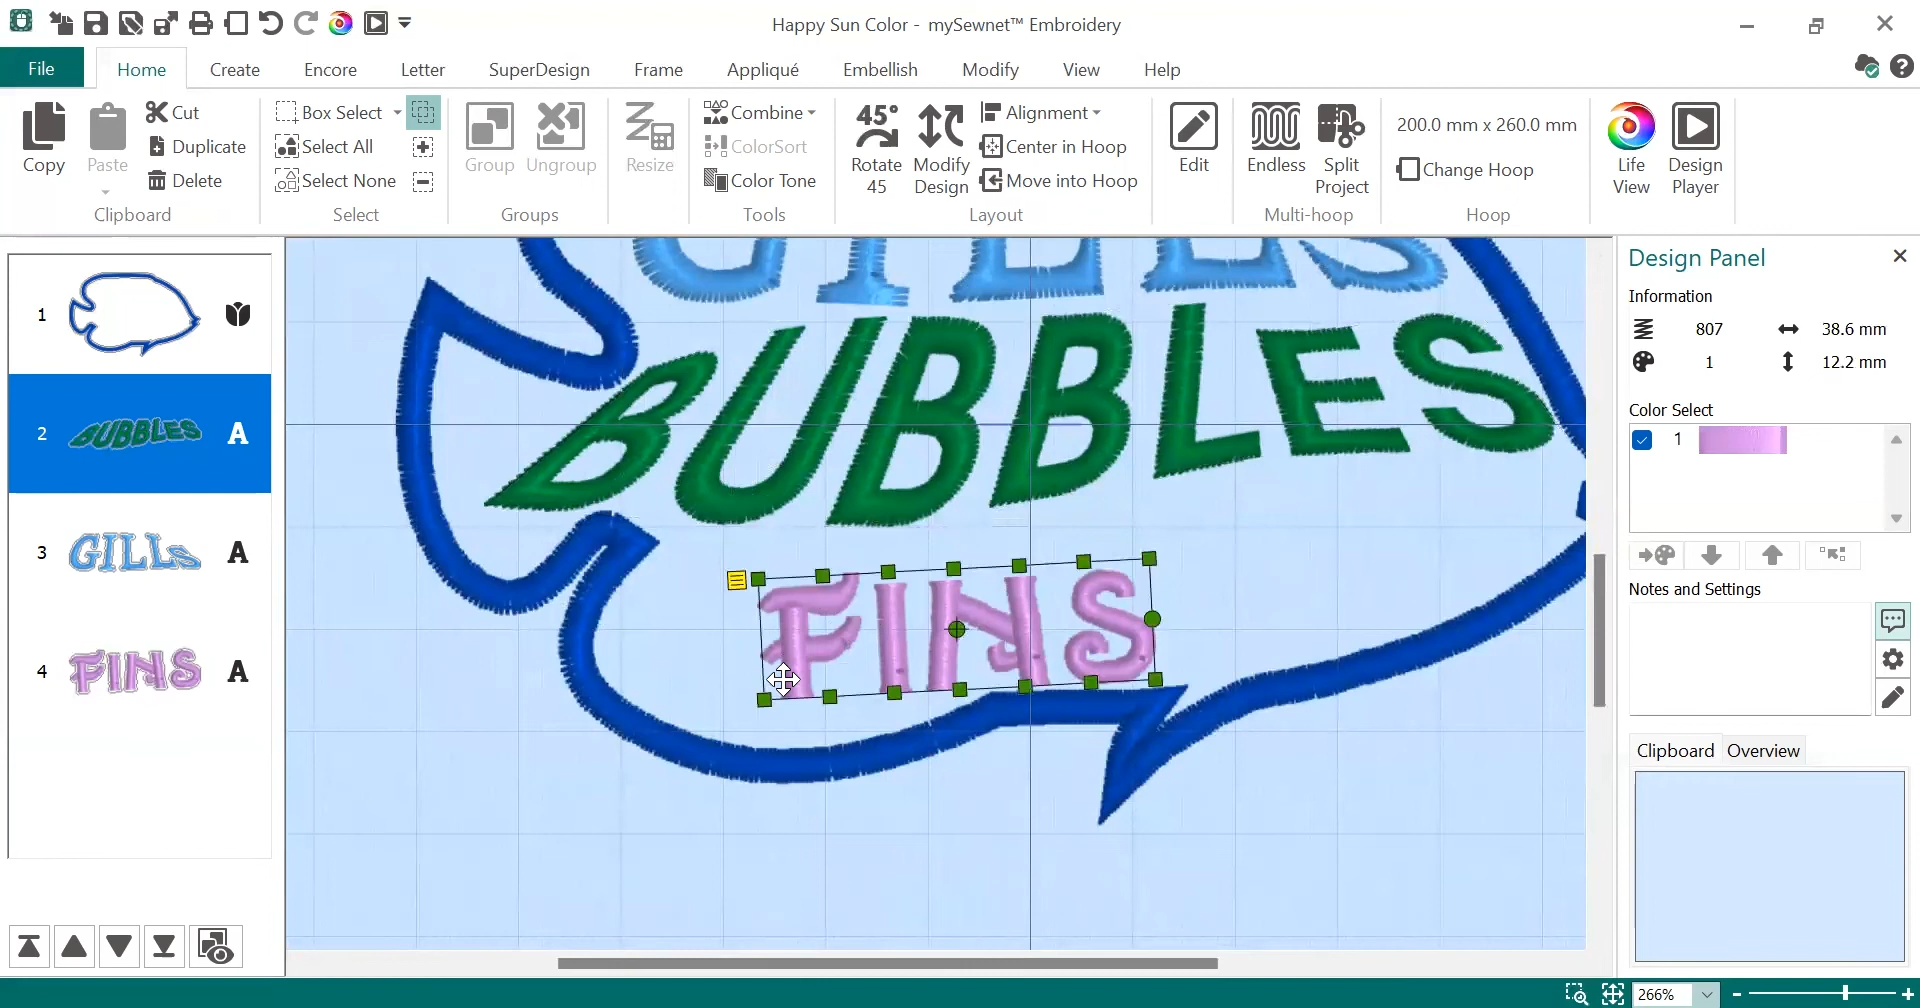 Happy Sun Color - mySewnet™ Embroidery
File Home Create Encore Letter SuperDesign Frame Appliqué Embellish Modify View Help
Copy
Paste
Cut
Duplicate
Delete
Clipboard
Box Select
Select All
Select None
Select
Group
Ungroup
Groups
Resize
Combine
ColorSort
Color Tone
Tools
45°
Rotate
45
Modify
Design
Alignment
Center in Hoop
Move into Hoop
Layout
Edit
Endless
Split
Project
Multi-hoop
200.0 mm x 260.0 mm
Change Hoop
Hoop
Life
View
Design
Player
1
2 BUBBLES A
3 GILLS A
4 FINS A
GILLS
BUBBLES
FINS
Design Panel
Information
807 38.6 mm
1 12.2 mm
Color Select
1
Notes and Settings
Clipboard Overview
266%